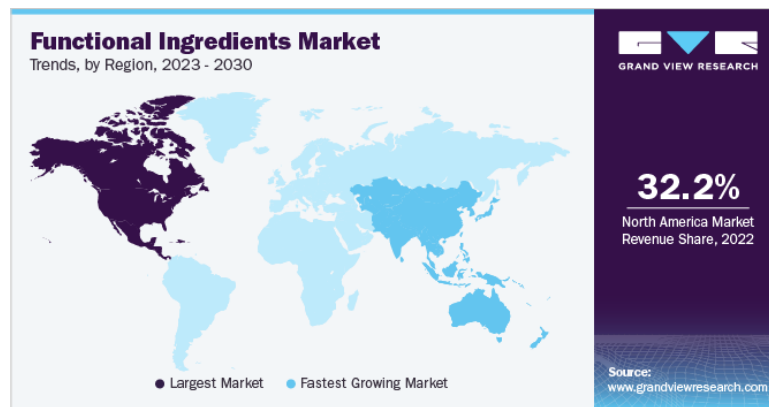 Functional Ingredients Market
Trends, by Region, 2023 - 2030
GRAND VIEW RESEARCH
32.2%
North America Market
Revenue Share, 2022
Largest Market
Fastest Growing Market
Source:
www.grandviewresearch.com